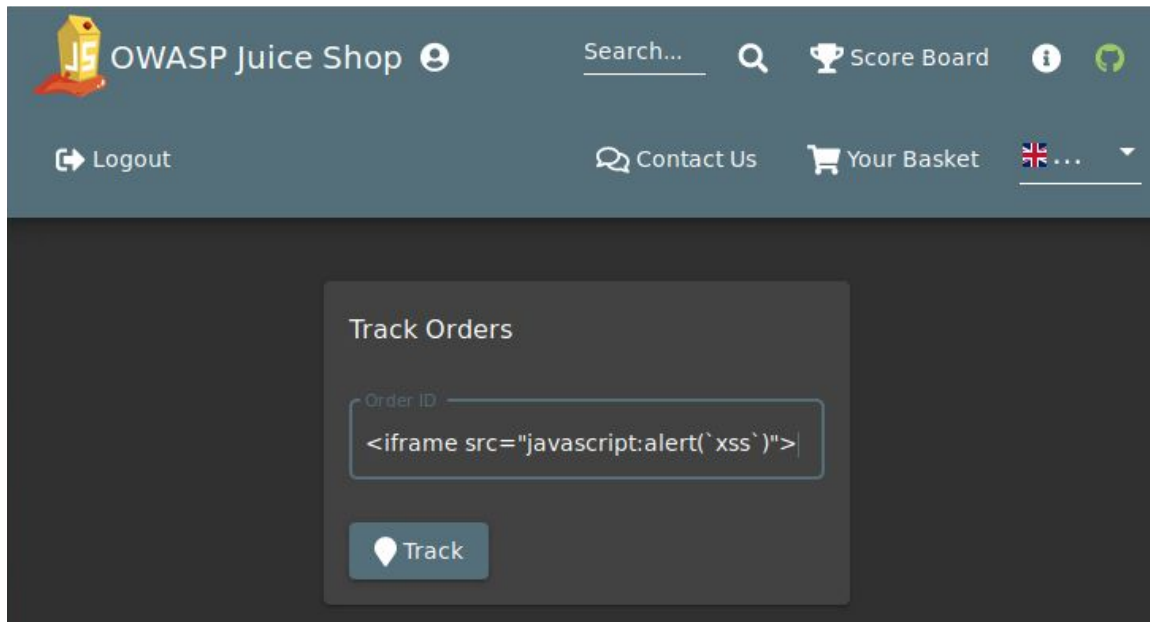 JS OWASP Juice Shop Search... Score Board
Logout Contact Us Your Basket ...
Track Orders
Order ID
<iframe src="javascript:alert(`xss`)">
Track